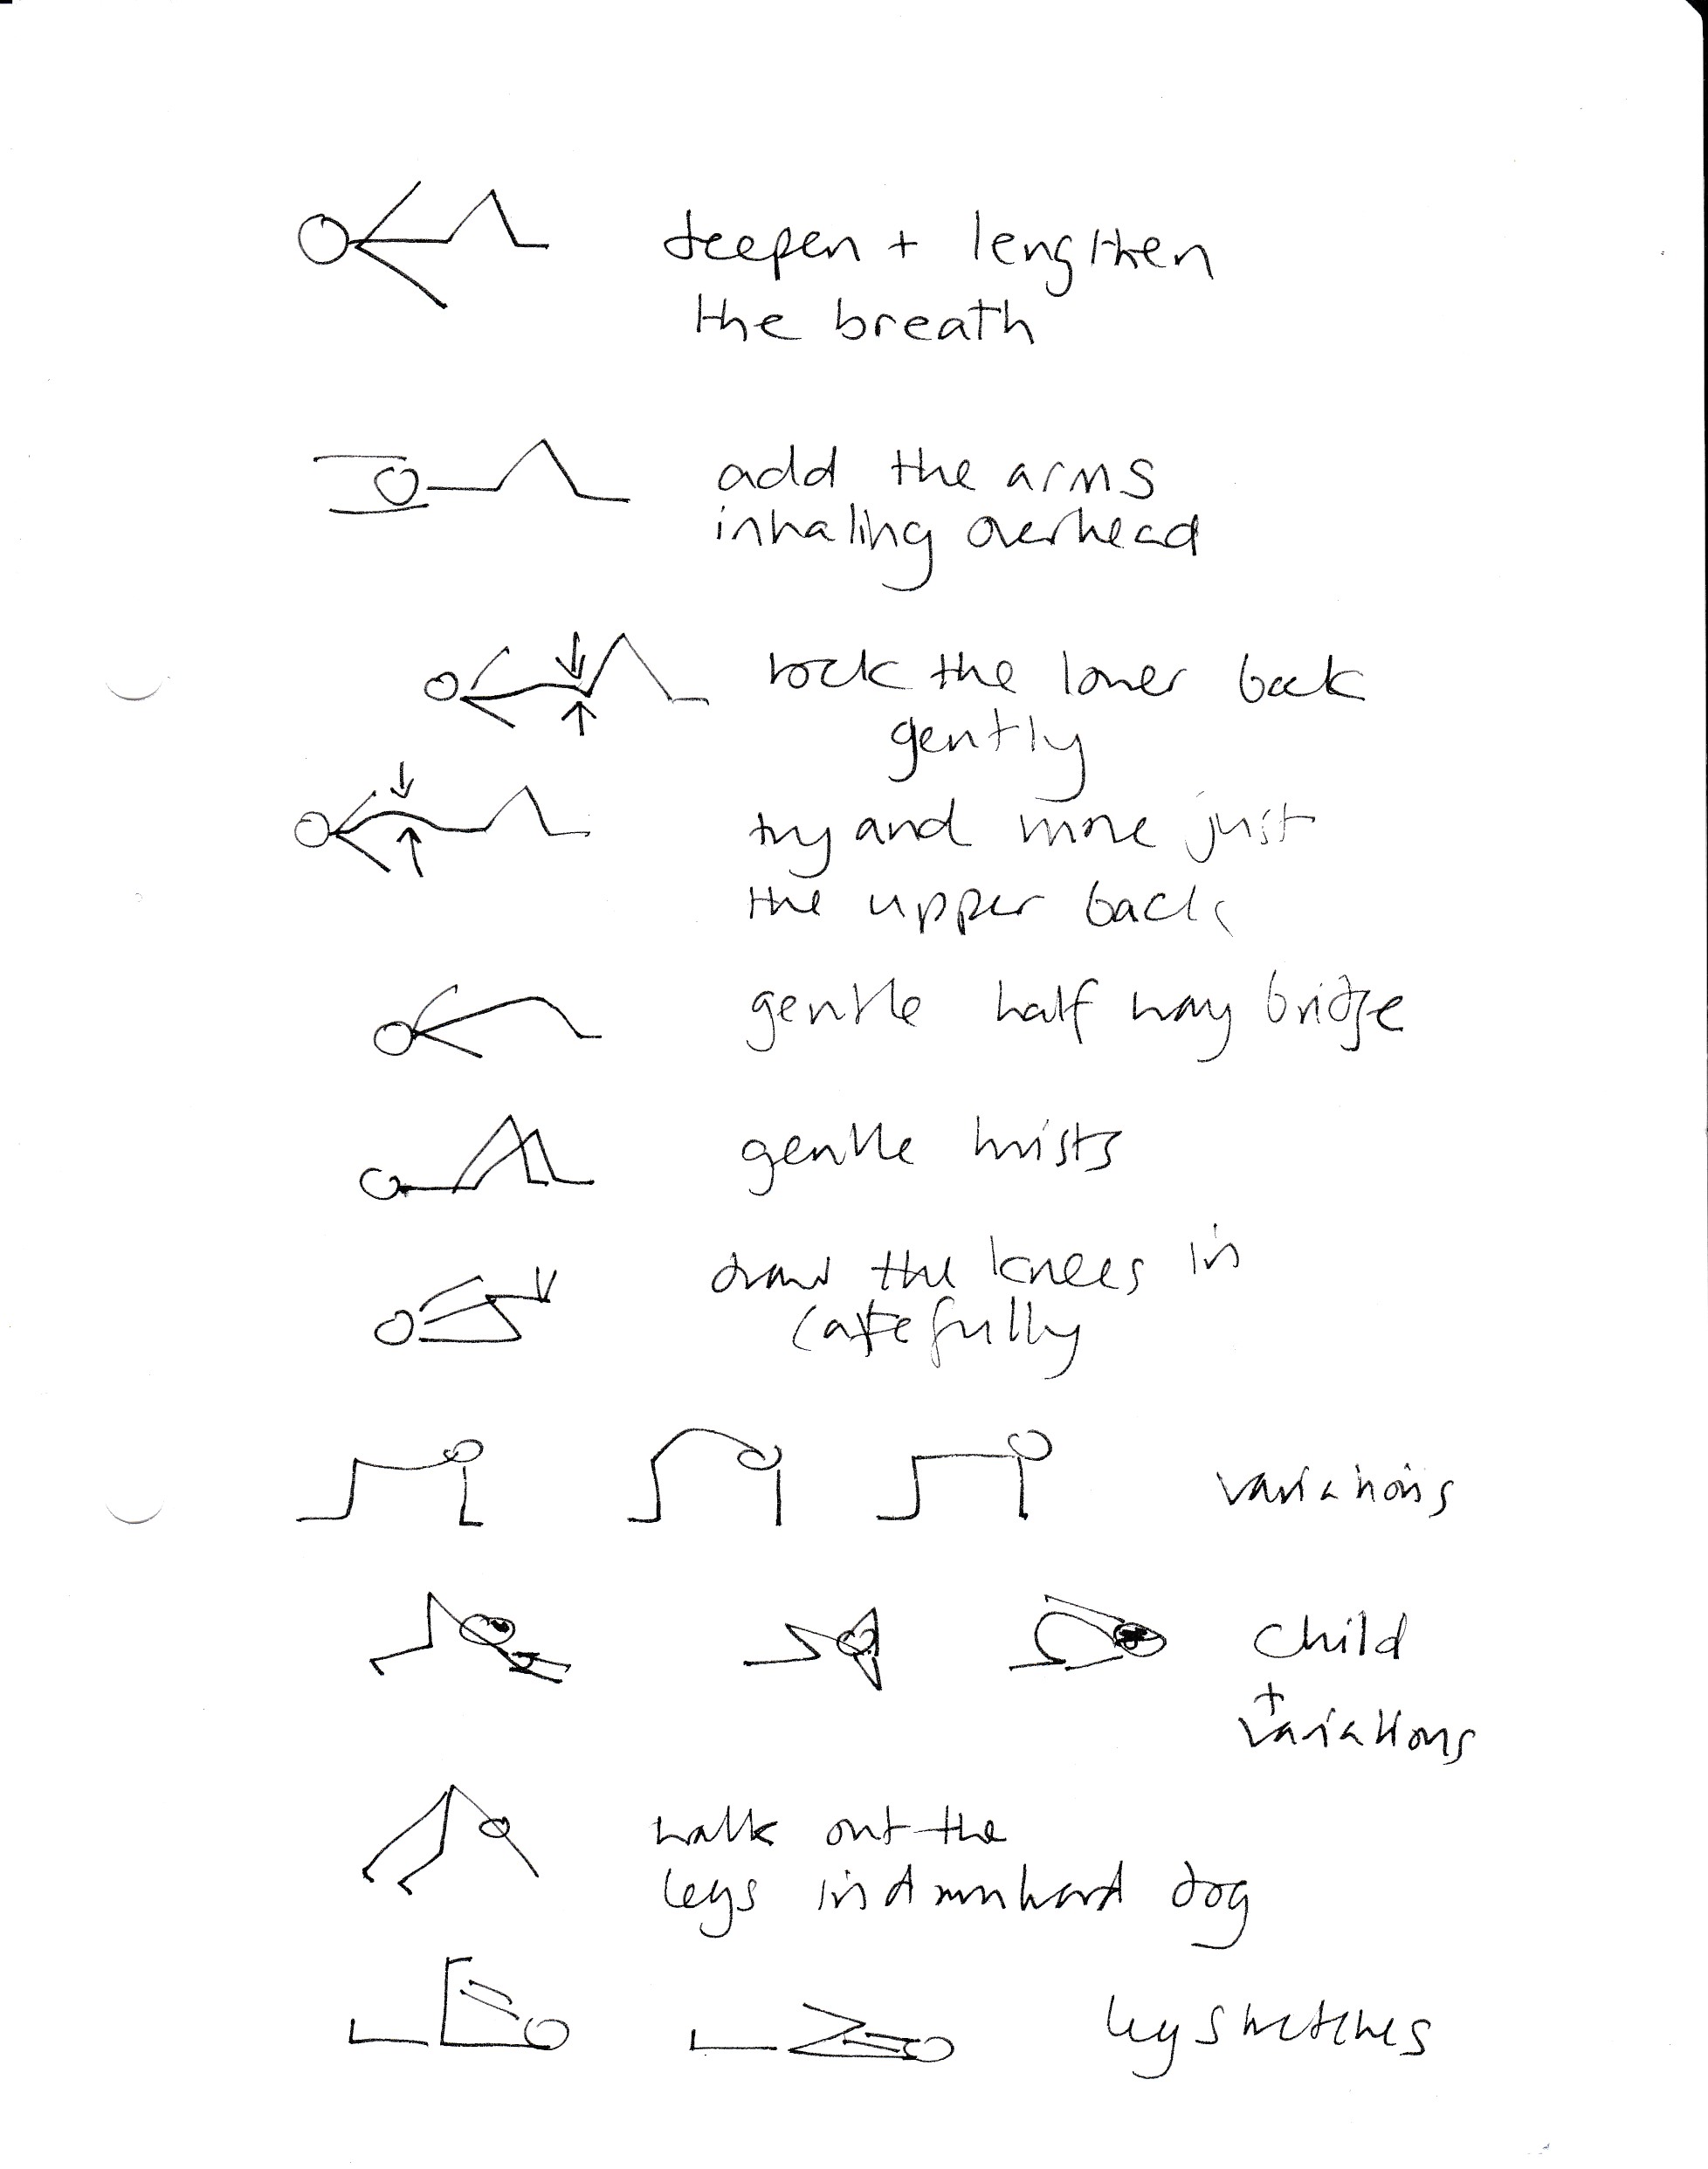 deepen + lengthen
the breath
add the arms
inhaling overhead
rock the lower back
gently
try and move just
the upper back
gentle half way bridge
gentle twists
draw the knees in
carefully
variations
child
+
variations
walk out the
legs in downward dog
leg stretches